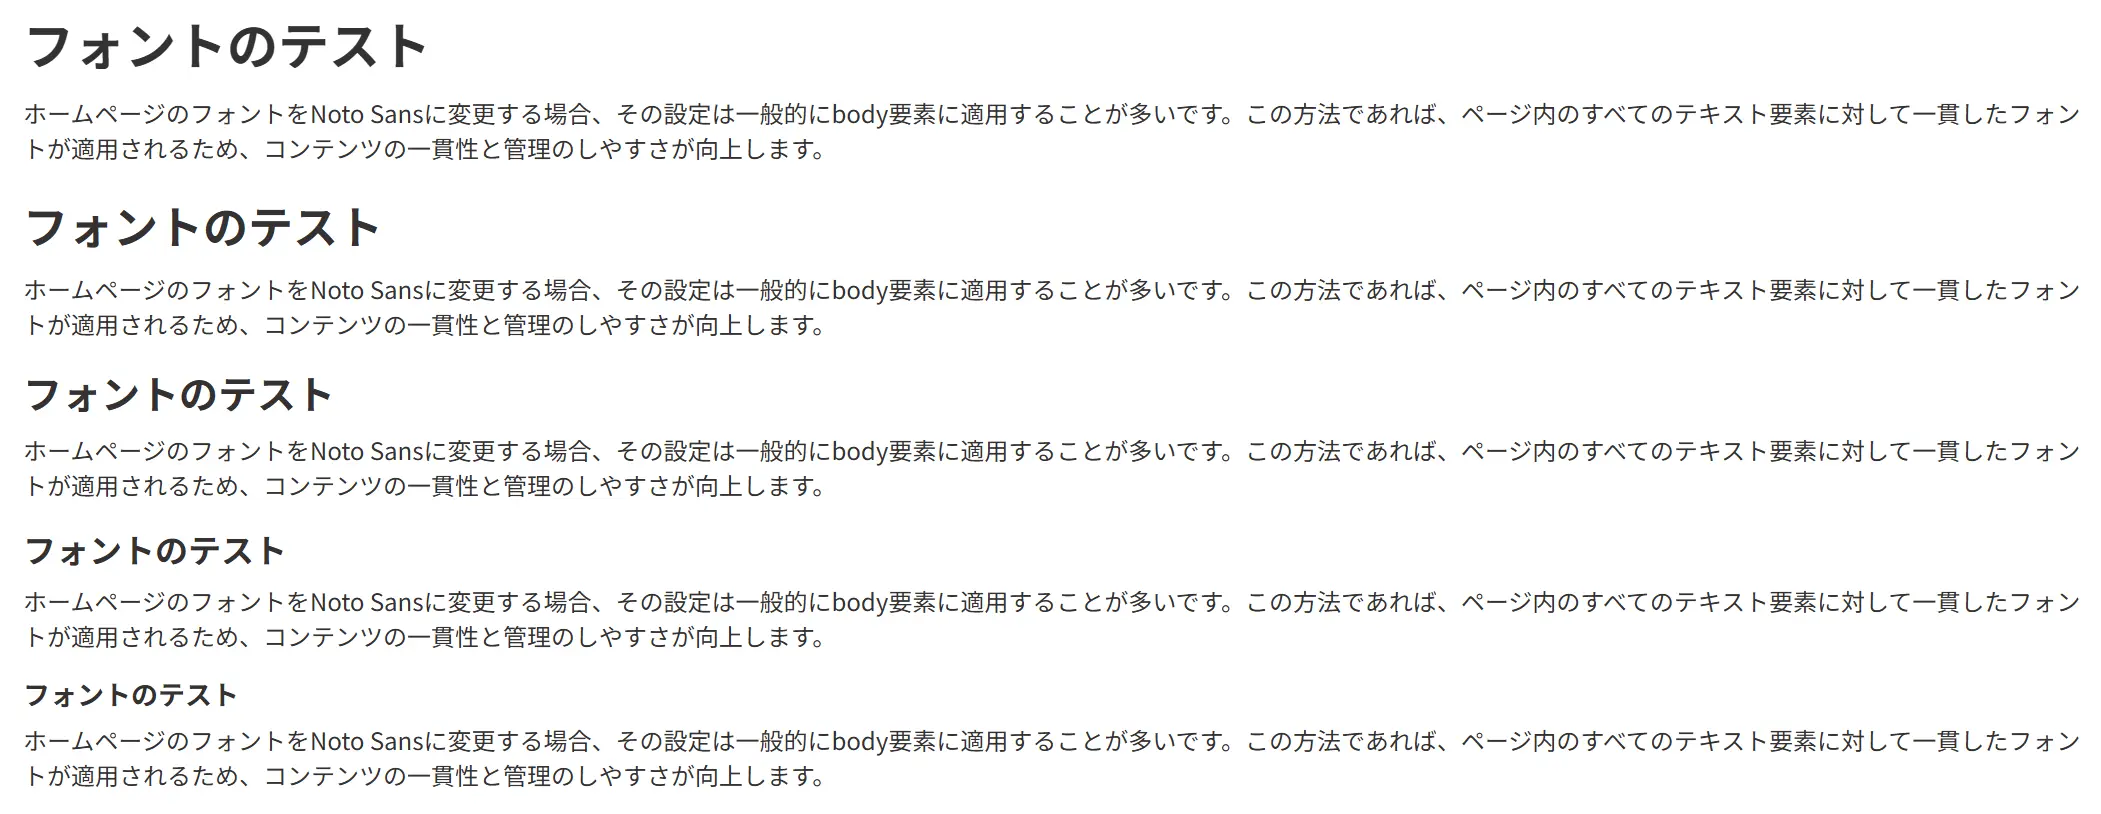 フォントのテスト
ホームページのフォントをNoto Sansに変更する場合、その設定は一般的にbody要素に適用することが多いです。この方法であれば、ページ内のすべてのテキスト要素に対して一貫したフォン
トが適用されるため、コンテンツの一貫性と管理のしやすさが向上します。
フォントのテスト
ホームページのフォントをNoto Sansに変更する場合、その設定は一般的にbody要素に適用することが多いです。この方法であれば、ページ内のすべてのテキスト要素に対して一貫したフォン
トが適用されるため、コンテンツの一貫性と管理のしやすさが向上します。
フォントのテスト
ホームページのフォントをNoto Sansに変更する場合、その設定は一般的にbody要素に適用することが多いです。この方法であれば、ページ内のすべてのテキスト要素に対して一貫したフォン
トが適用されるため、コンテンツの一貫性と管理のしやすさが向上します。
フォントのテスト
ホームページのフォントをNoto Sansに変更する場合、その設定は一般的にbody要素に適用することが多いです。この方法であれば、ページ内のすべてのテキスト要素に対して一貫したフォン
トが適用されるため、コンテンツの一貫性と管理のしやすさが向上します。
フォントのテスト
ホームページのフォントをNoto Sansに変更する場合、その設定は一般的にbody要素に適用することが多いです。この方法であれば、ページ内のすべてのテキスト要素に対して一貫したフォン
トが適用されるため、コンテンツの一貫性と管理のしやすさが向上します。